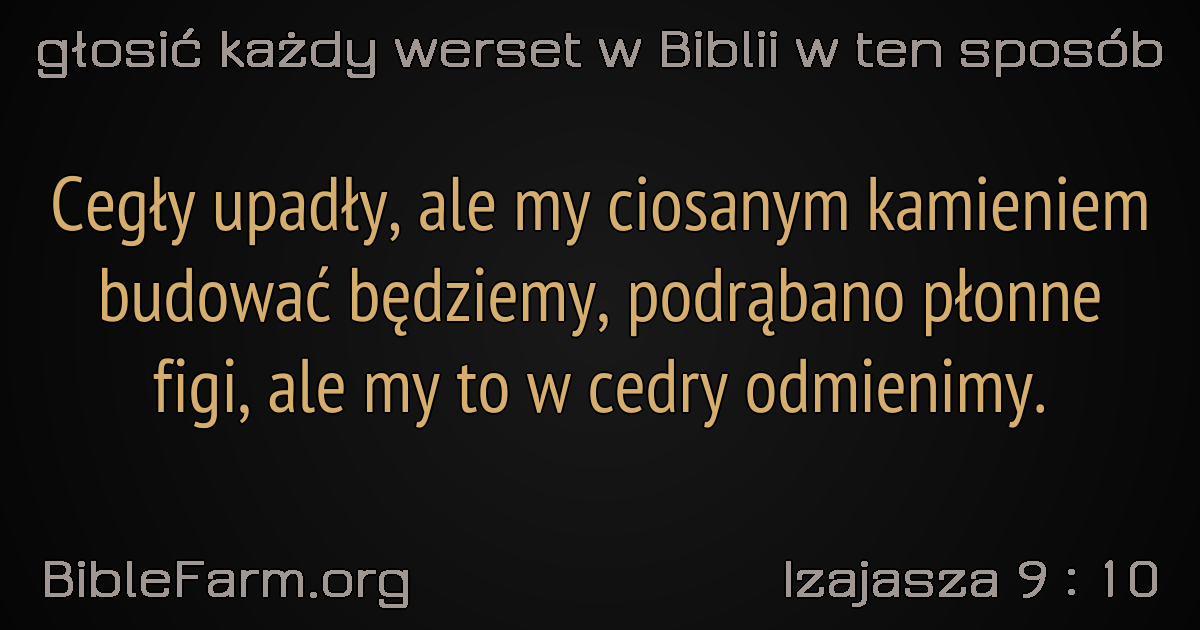 głosić każdy werset w Biblii w ten sposób
Cegły upadły, ale my ciosanym kamieniem
budować będziemy, podrąbano płonne
figi, ale my to w cedry odmienimy.
BibleFarm.org
Izajasza 9 : 10